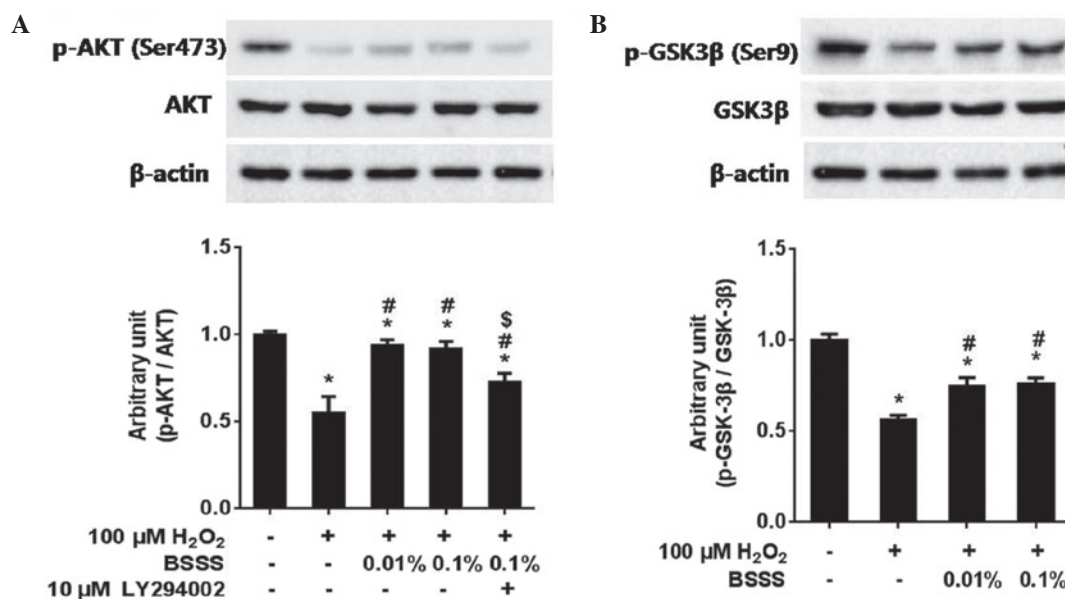 A
p-AKT (Ser473)
AKT
β-actin
1.5
1.0
0.5
0.0
Arbitrary unit
(p-AKT / AKT)
*
#
*
#
*
$
#
*
100 μM H₂O₂ - + + + +
BSSS - - 0.01% 0.1% 0.1%
10 μM LY294002 - - - - +
B
p-GSK3β (Ser9)
GSK3β
β-actin
1.5
1.0
0.5
0.0
Arbitrary unit
(p-GSK-3β / GSK-3β)
*
#
*
#
*
100 μM H₂O₂ - + + +
BSSS - - 0.01% 0.1%